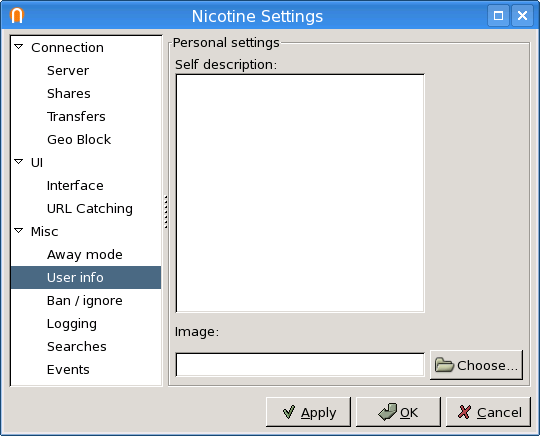 Nicotine Settings
Connection
Server
Shares
Transfers
Geo Block
UI
Interface
URL Catching
Misc
Away mode
User info
Ban / ignore
Logging
Searches
Events
Personal settings
Self description:
Image:
Choose...
Apply
OK
Cancel